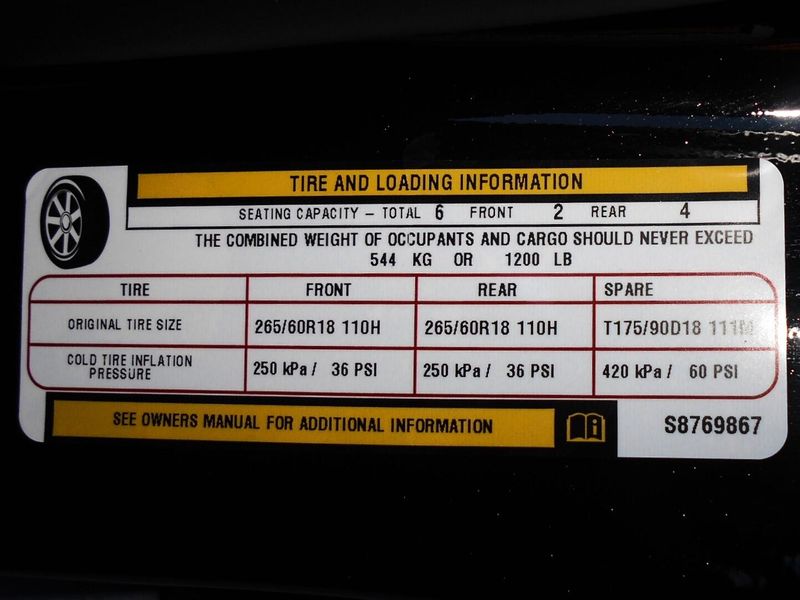 TIRE AND LOADING INFORMATION
SEATING CAPACITY – TOTAL 6 FRONT 2 REAR 4
THE COMBINED WEIGHT OF OCCUPANTS AND CARGO SHOULD NEVER EXCEED
544 KG OR 1200 LB
TIRE FRONT REAR SPARE
ORIGINAL TIRE SIZE 265/60R18 110H 265/60R18 110H T175/90D18 111M
COLD TIRE INFLATION
PRESSURE 250 kPa / 36 PSI 250 kPa / 36 PSI 420 kPa / 60 PSI
SEE OWNERS MANUAL FOR ADDITIONAL INFORMATION
S8769867